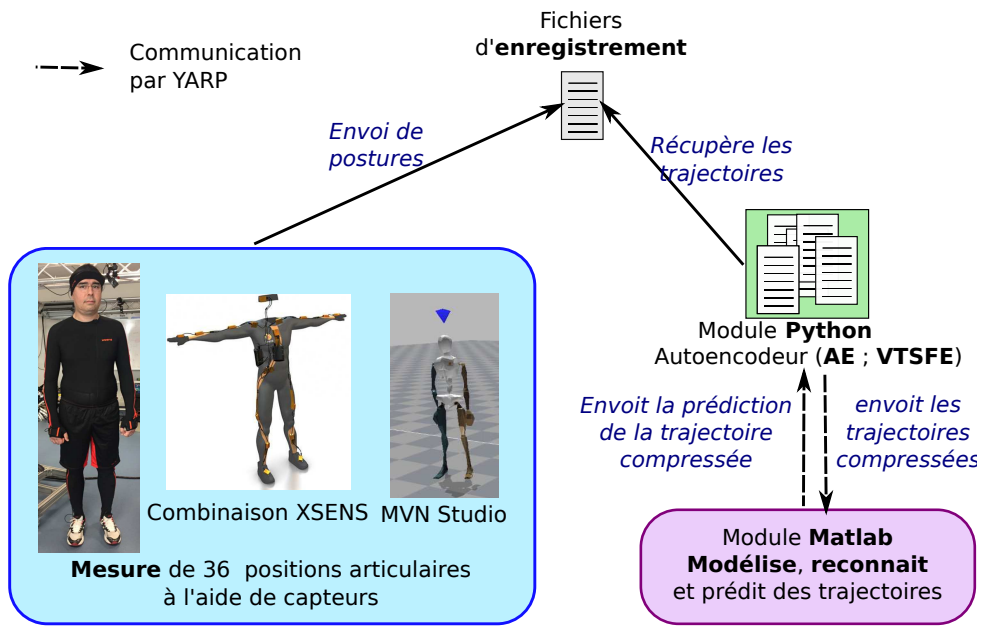 Communication
par YARP
Fichiers
d'enregistrement
Envoi de
postures
Récupère les
trajectoires
Module Python
Autoencodeur (AE ; VTSFE)
Envoit la prédiction
de la trajectoire
compressée
envoit les
trajectoires
compressées
Combinaison XSENS
MVN Studio
Mesure de 36 positions articulaires
à l'aide de capteurs
Module Matlab
Modélise, reconnait
et prédit des trajectoires